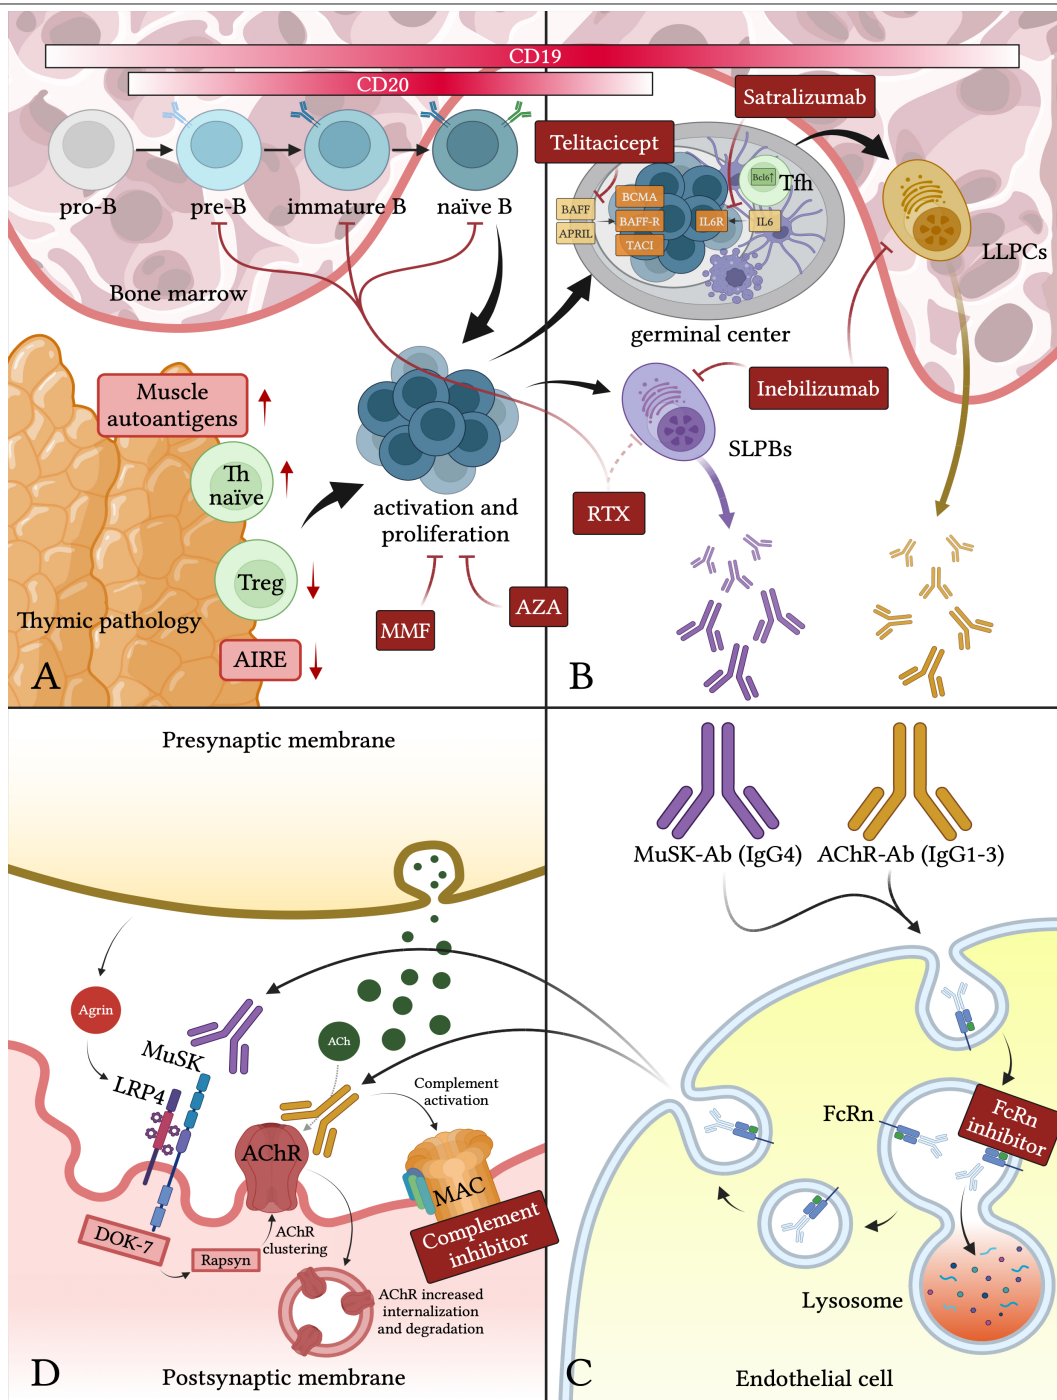 CD19
CD20
pro-B
pre-B
immature B
naïve B
Bone marrow
Muscle
autoantigens
Th
naïve
Treg
Thymic pathology
AIRE
activation and
proliferation
MMF
AZA
A
Satralizumab
Telitacicept
BAFF
APRIL
BCMA
BAFF-R
TACI
IL6R
IL6
Bcl6↑
Tfh
germinal center
LLPCs
Inebilizumab
SLPBs
RTX
B
Presynaptic membrane
Agrin
MuSK
LRP4
ACh
AChR
Complement
activation
MAC
Complement
inhibitor
DOK-7
Rapsyn
AChR
clustering
AChR increased
internalization
and degradation
D
Postsynaptic membrane
MuSK-Ab (IgG4)
AChR-Ab (IgG1-3)
FcRn
FcRn
inhibitor
Lysosome
C
Endothelial cell